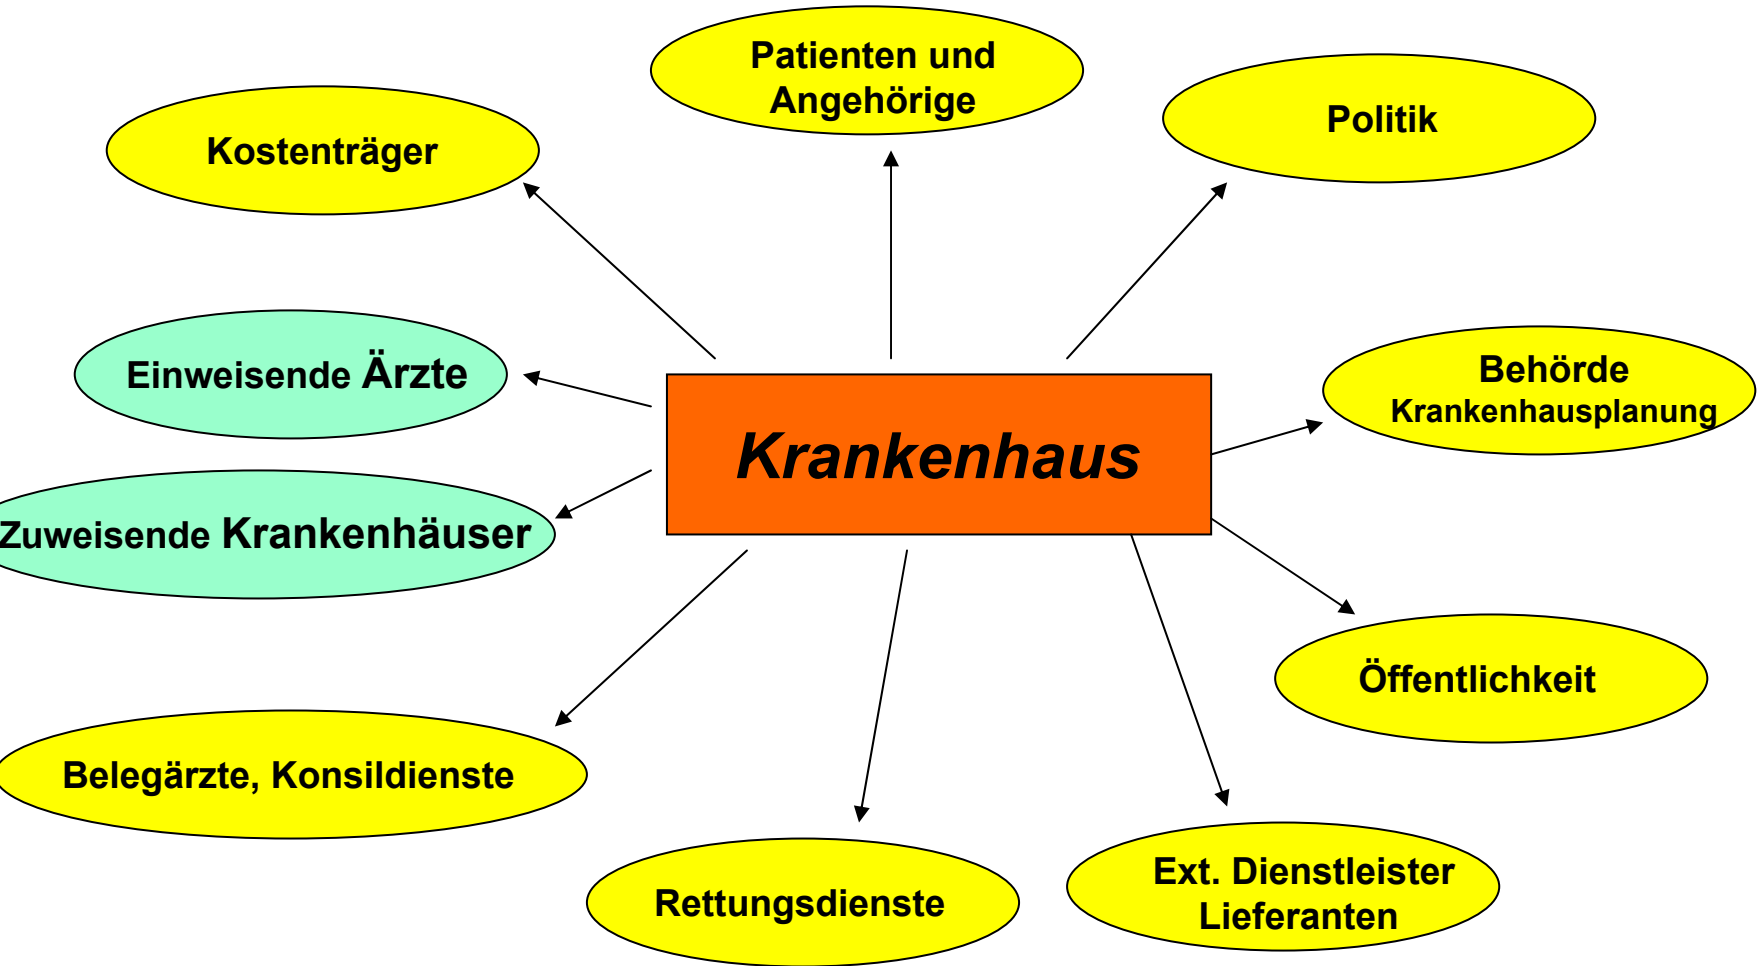 Patienten und
Angehörige
Politik
Kostenträger
Einweisende Ärzte
Behörde
Krankenhausplanung
Krankenhaus
Zuweisende Krankenhäuser
Öffentlichkeit
Belegärzte, Konsildienste
Rettungsdienste
Ext. Dienstleister
Lieferanten